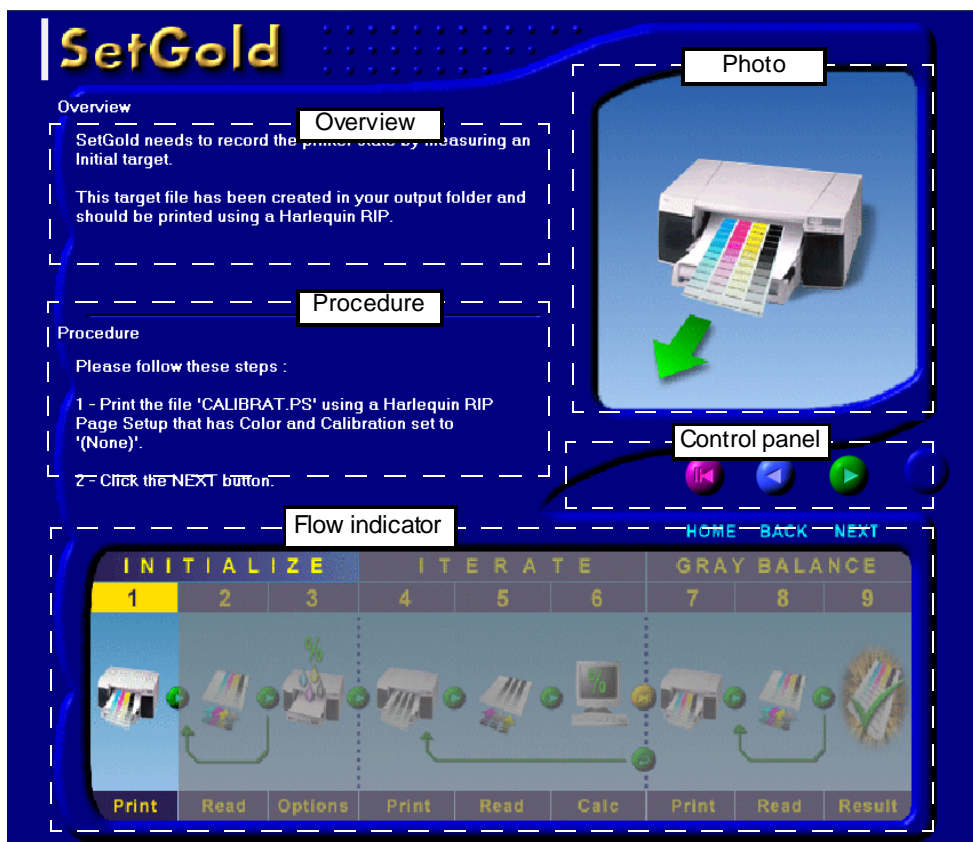 SetGold
Photo
Overview
Overview
SetGold needs to record the printer state by measuring an
Initial target.
This target file has been created in your output folder and
should be printed using a Harlequin RIP.
Procedure
Procedure
Please follow these steps :
1 - Print the file 'CALIBRAT.PS' using a Harlequin RIP
Page Setup that has Color and Calibration set to
'(None)'.
2 - Click the NEXT button.
Control panel
HOME BACK NEXT
Flow indicator
INITIALIZE ITERATE GRAY BALANCE
1 2 3 4 5 6 7 8 9
%
%
Print Read Options Print Read Calc Print Read Result